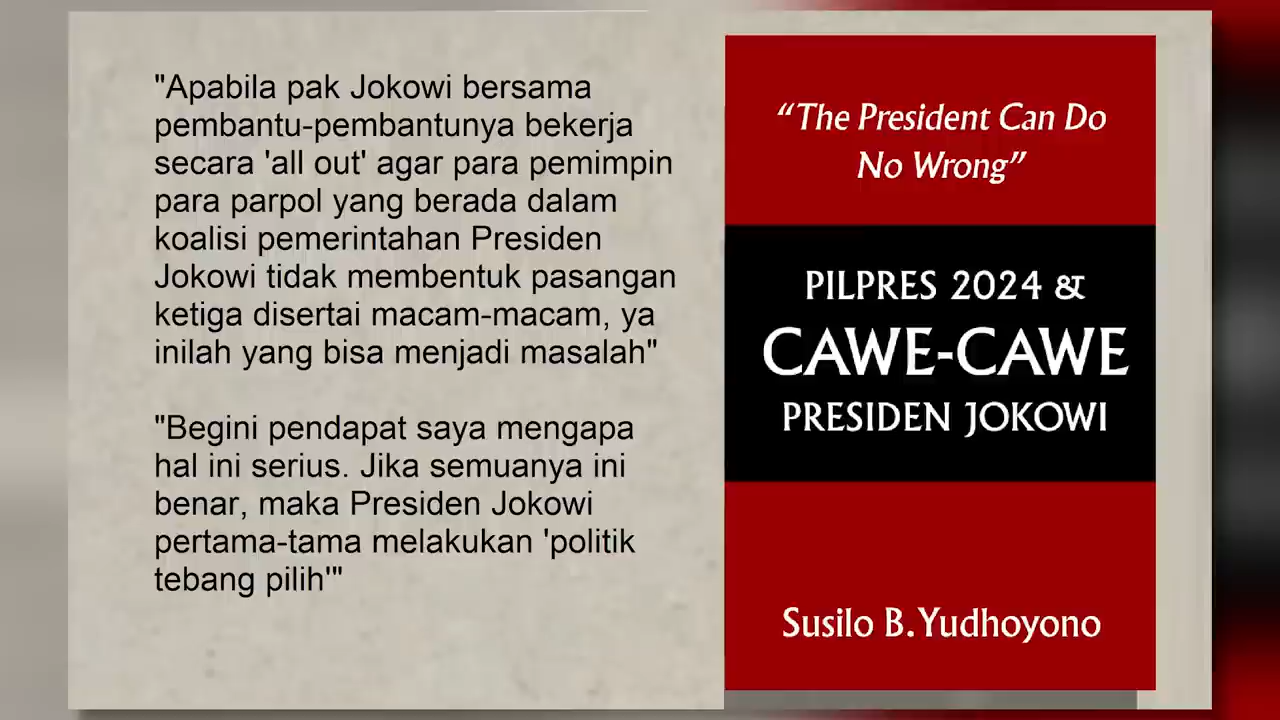 "Apabila pak Jokowi bersama
pembantu-pembantunya bekerja
secara 'all out' agar para pemimpin
para parpol yang berada dalam
koalisi pemerintahan Presiden
Jokowi tidak membentuk pasangan
ketiga disertai macam-macam, ya
inilah yang bisa menjadi masalah"
"Begini pendapat saya mengapa
hal ini serius. Jika semuanya ini
benar, maka Presiden Jokowi
pertama-tama melakukan 'politik
tebang pilih'"
“The President Can Do
No Wrong”
PILPRES 2024 &
CAWE-CAWE
PRESIDEN JOKOWI
Susilo B. Yudhoyono